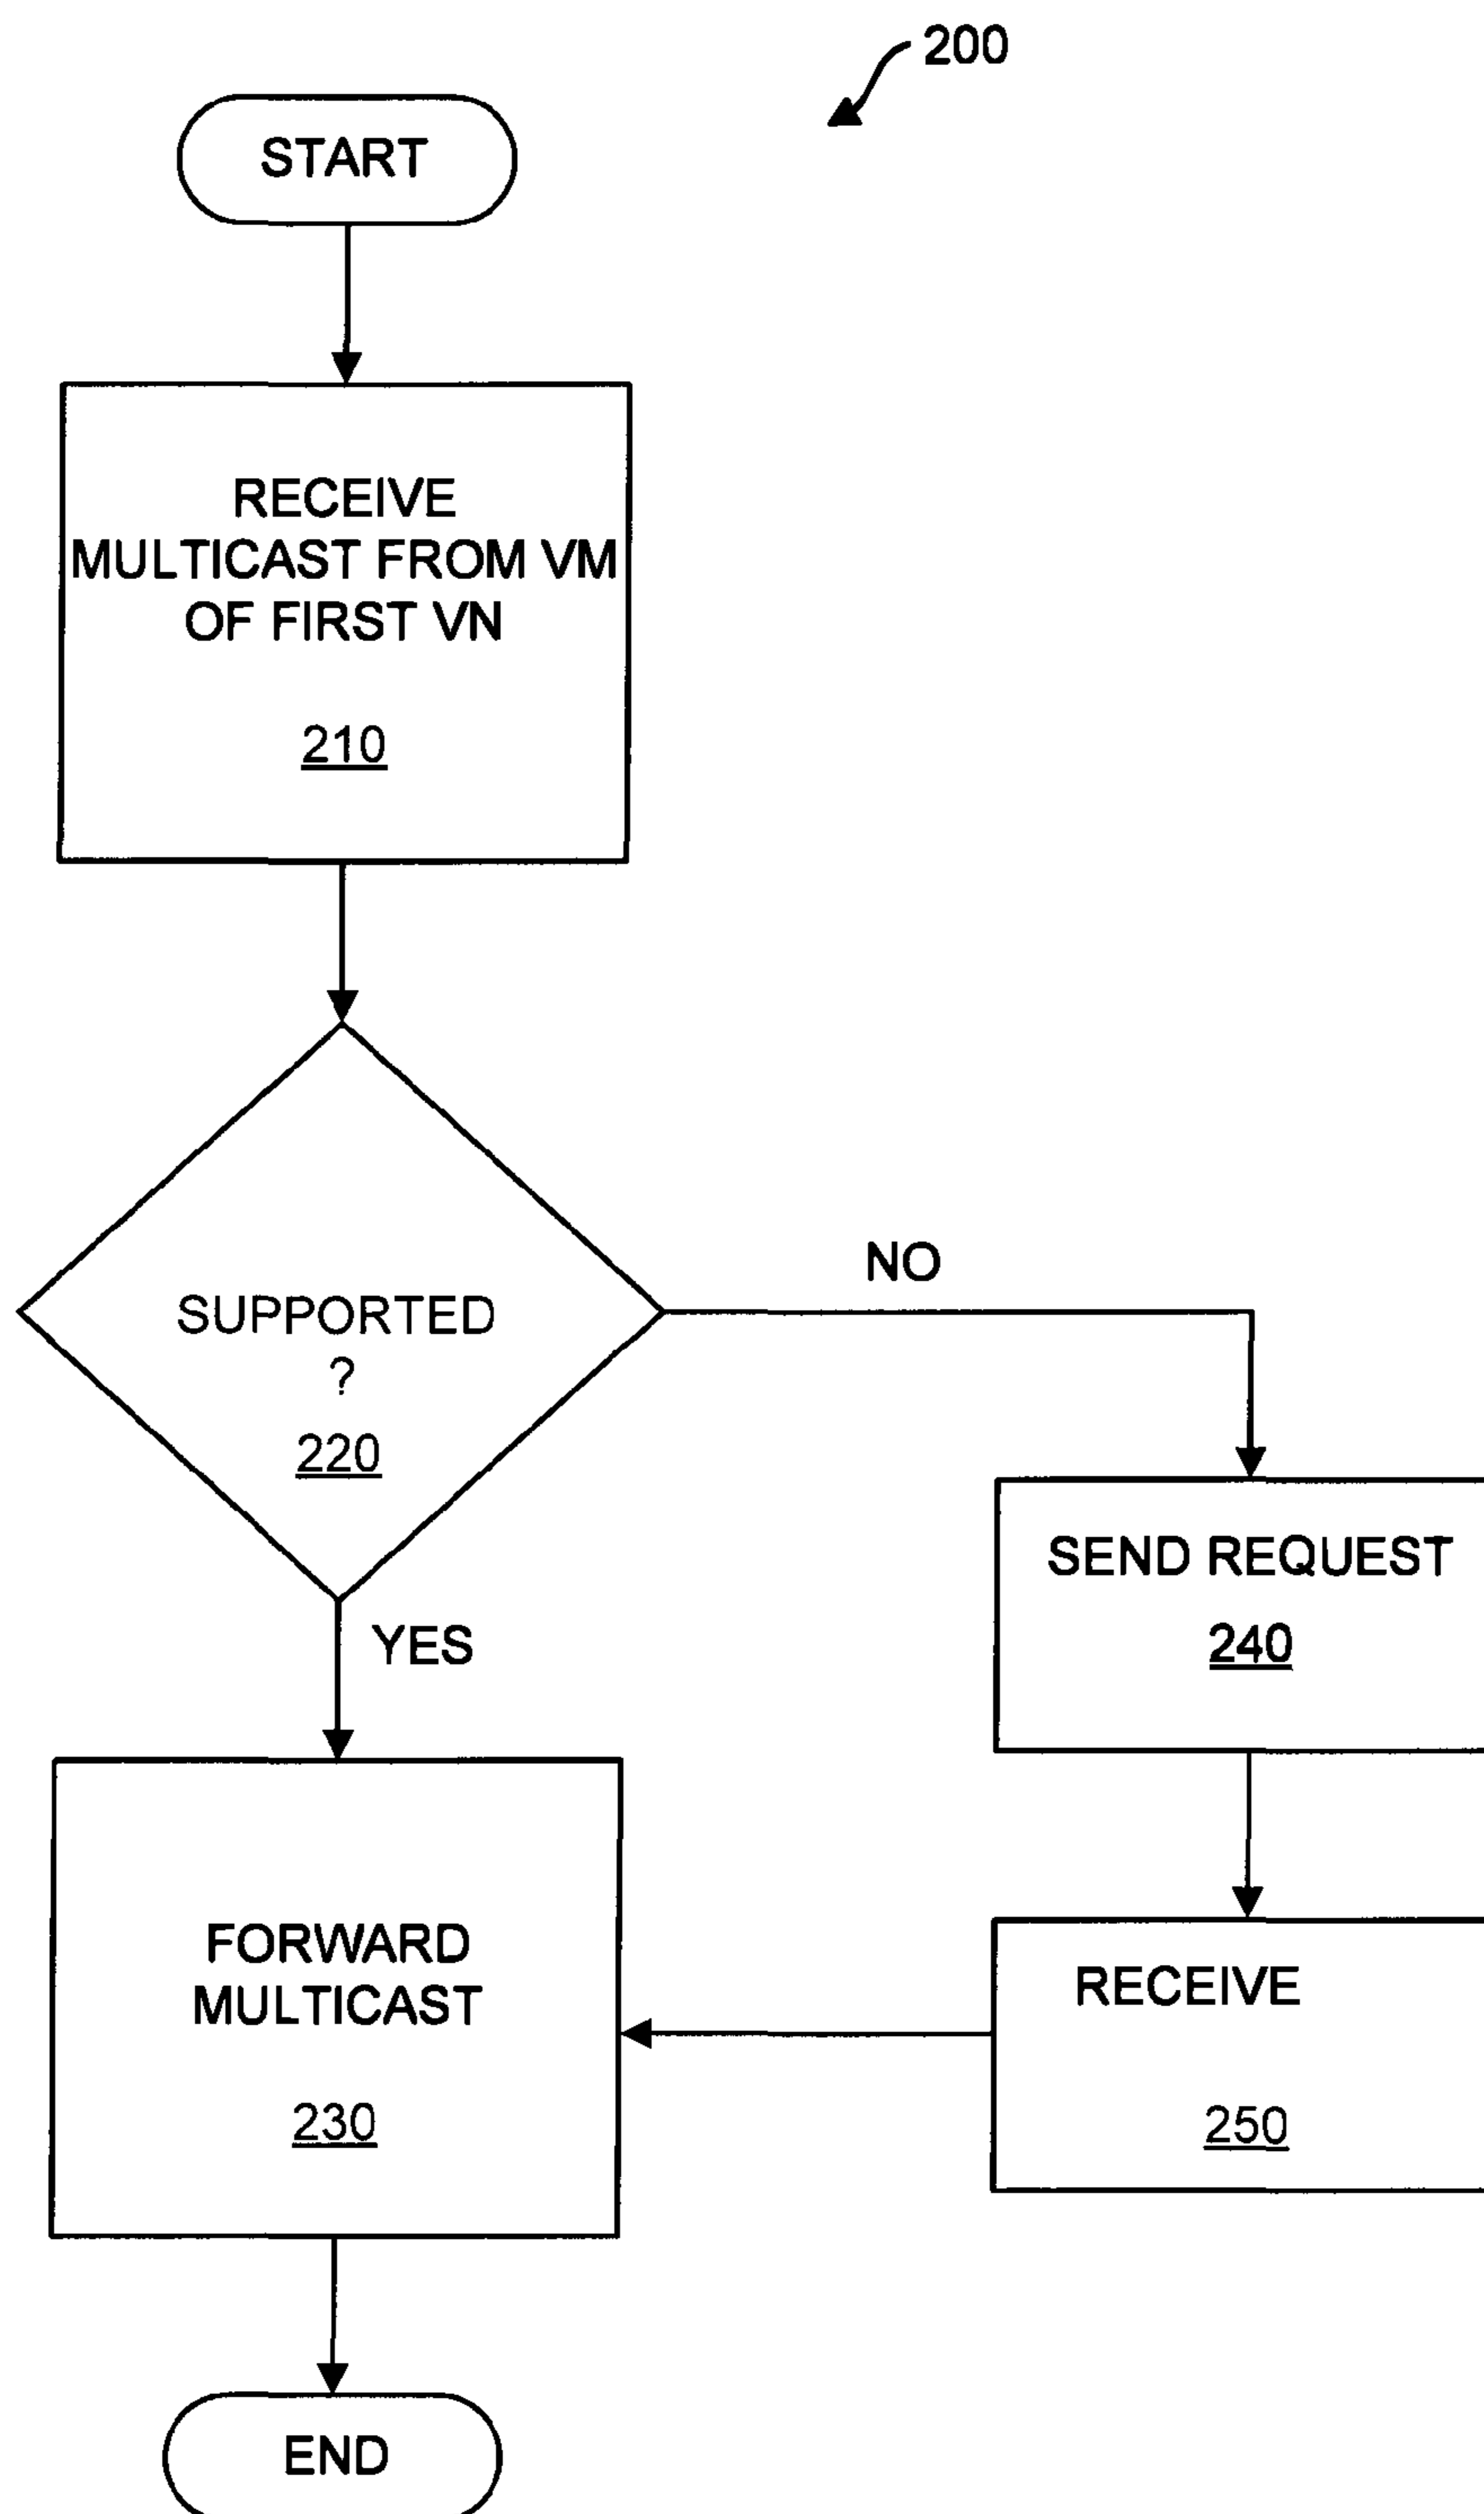 200
START
RECEIVE
MULTICAST FROM VM
OF FIRST VN
210
SUPPORTED
?
220
NO
YES
SEND REQUEST
240
FORWARD
MULTICAST
230
RECEIVE
250
END